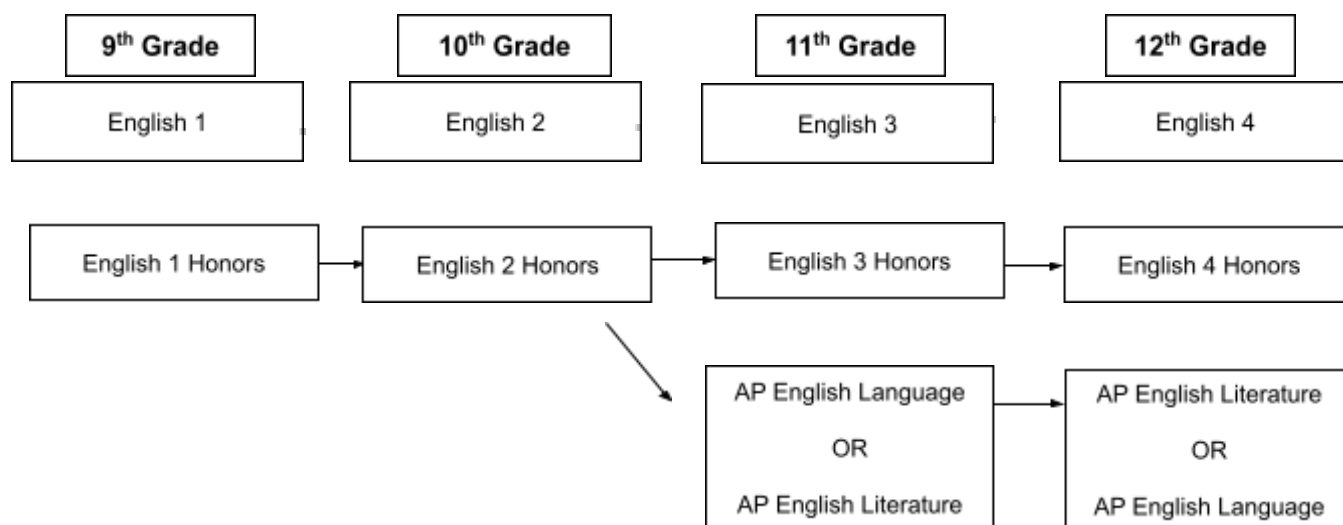 9th Grade
10th Grade
11th Grade
12th Grade
English 1
English 2
English 3
English 4
English 1 Honors
English 2 Honors
English 3 Honors
English 4 Honors
AP English Language
OR
AP English Literature
AP English Literature
OR
AP English Language